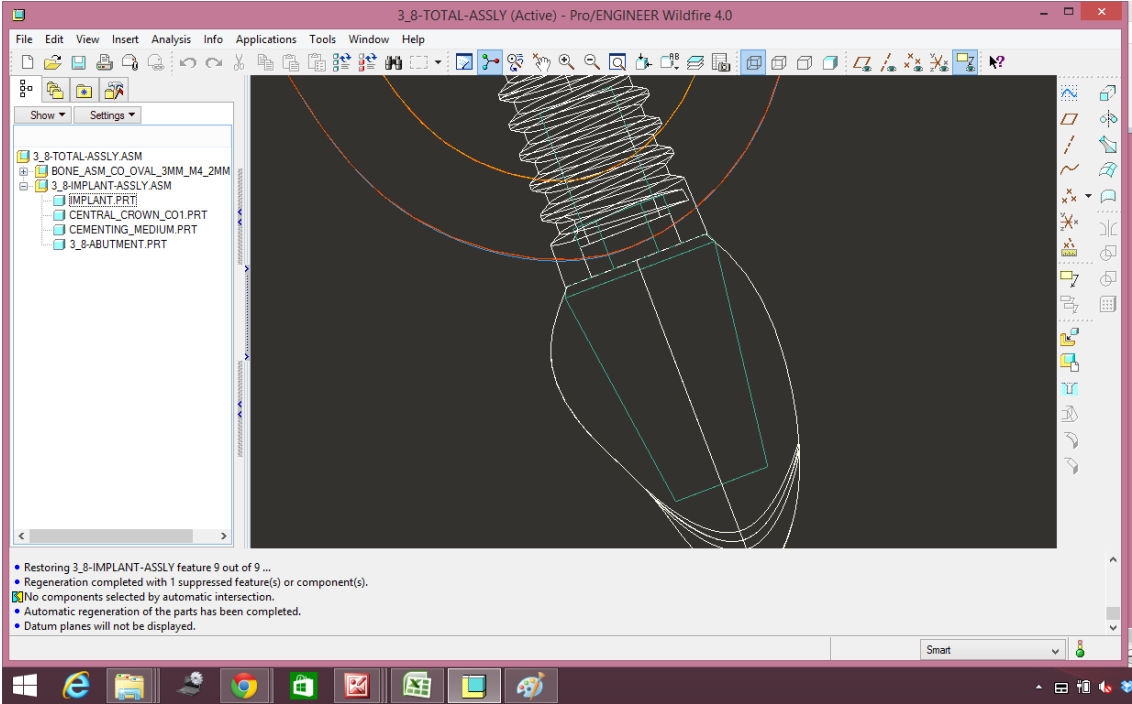 3_8-TOTAL-ASSLY (Active) - Pro/ENGINEER Wildfire 4.0
File Edit View Insert Analysis Info Applications Tools Window Help
Show Settings
3_8-TOTAL-ASSLY.ASM
BONE_ASM_CO_OVAL_3MM_M4_2MM
3_8-IMPLANT-ASSLY.ASM
IMPLANT.PRT
CENTRAL_CROWN_CO1.PRT
CEMENTING_MEDIUM.PRT
3_8-ABUTMENT.PRT
• Restoring 3_8-IMPLANT-ASSLY feature 9 out of 9 ...
• Regeneration completed with 1 suppressed feature(s) or component(s).
No components selected by automatic intersection.
• Automatic regeneration of the parts has been completed.
• Datum planes will not be displayed.
Smart